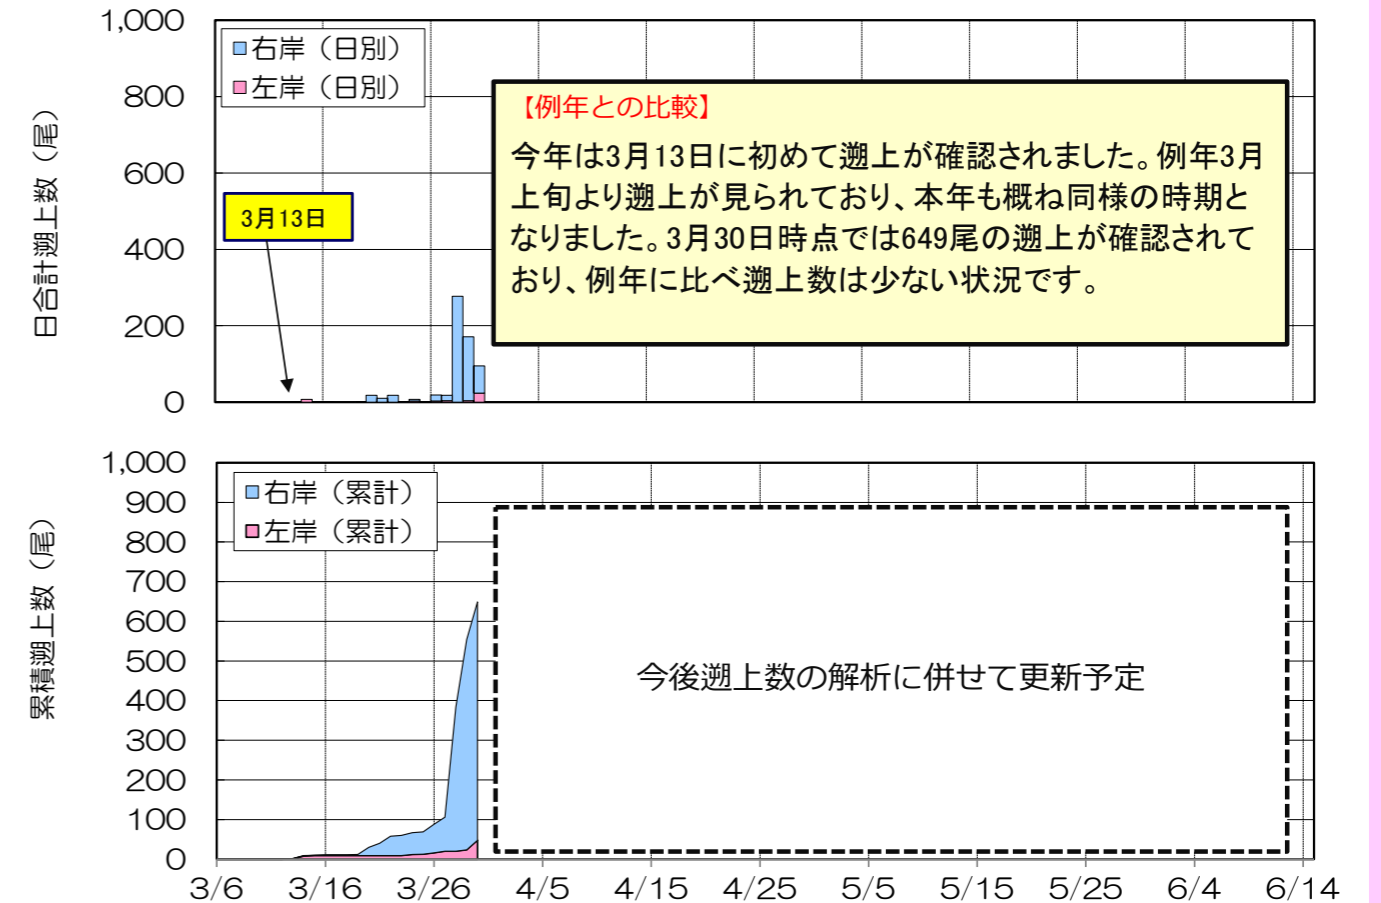 1,000
800
600
400
200
0
日合計遡上数（尾）
右岸（日別）
左岸（日別）
3月13日
【例年との比較】
今年は3月13日に初めて遡上が確認されました。例年3月
上旬より遡上が見られており、本年も概ね同様の時期と
なりました。3月30日時点では649尾の遡上が確認されて
おり、例年に比べ遡上数は少ない状況です。
1,000
900
800
700
600
500
400
300
200
100
0
累積遡上数（尾）
右岸（累計）
左岸（累計）
今後遡上数の解析に併せて更新予定
3/6 3/16 3/26 4/5 4/15 4/25 5/5 5/15 5/25 6/4 6/14